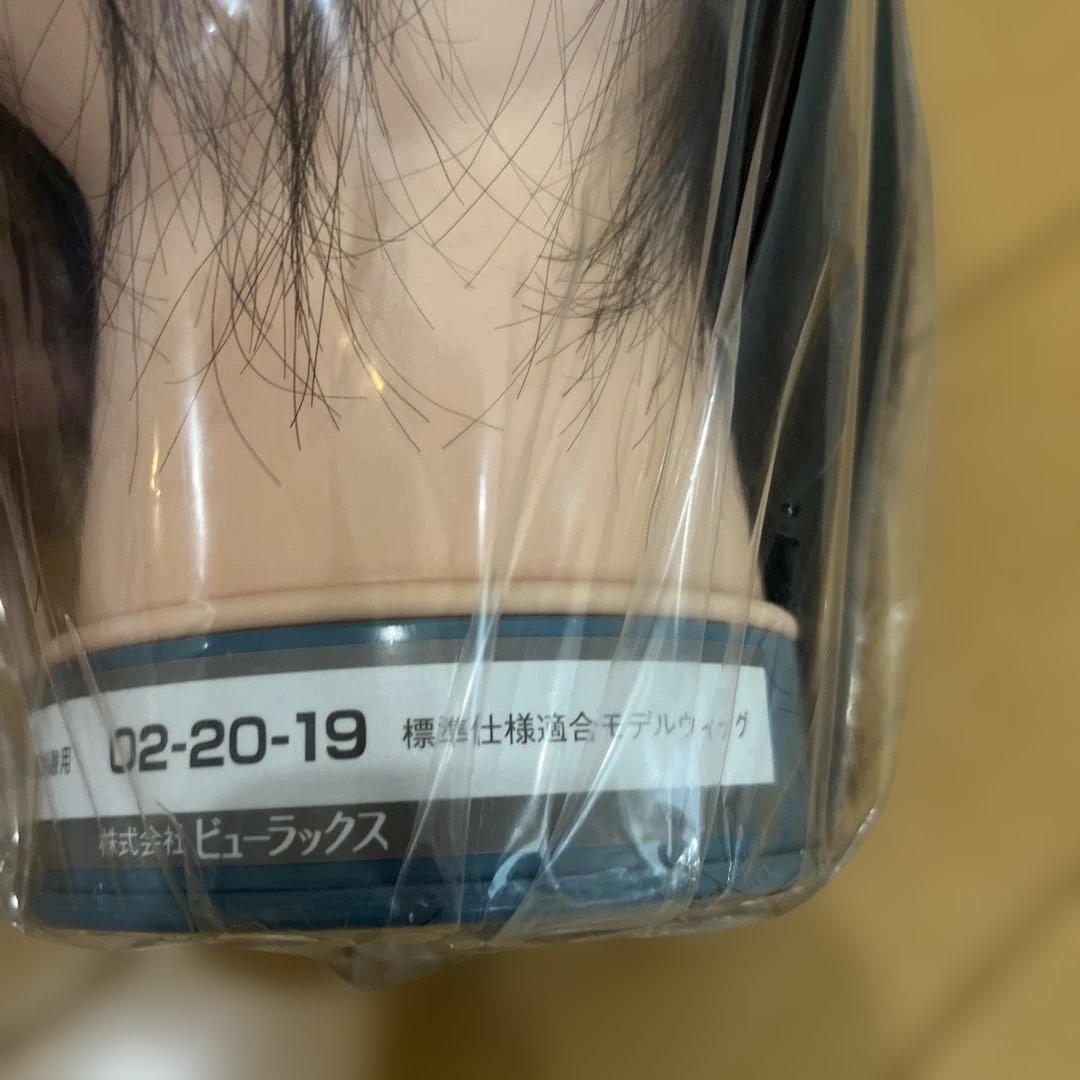 用 02-20-19 標準仕様適合モデルウィッグ
株式会社 ビューラックス